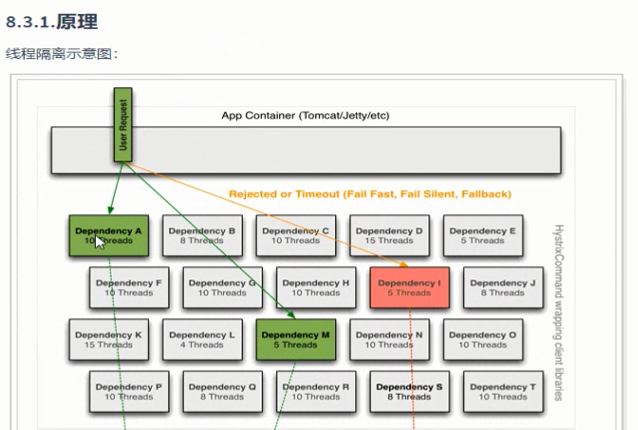 8.3.1.原理
线程隔离示意图：
App Container (Tomcat/Jetty/etc)
User Request
Rejected or Timeout (Fail Fast, Fail Silent, Fallback)
Dependency A
10 Threads
Dependency B
8 Threads
Dependency C
10 Threads
Dependency D
15 Threads
Dependency E
5 Threads
Dependency F
10 Threads
Dependency G
10 Threads
Dependency H
10 Threads
Dependency I
5 Threads
Dependency J
8 Threads
Dependency K
15 Threads
Dependency L
4 Threads
Dependency M
5 Threads
Dependency N
10 Threads
Dependency O
10 Threads
Dependency P
10 Threads
Dependency Q
8 Threads
Dependency R
10 Threads
Dependency S
8 Threads
Dependency T
10 Threads
HystrixCommand wrapping client libraries